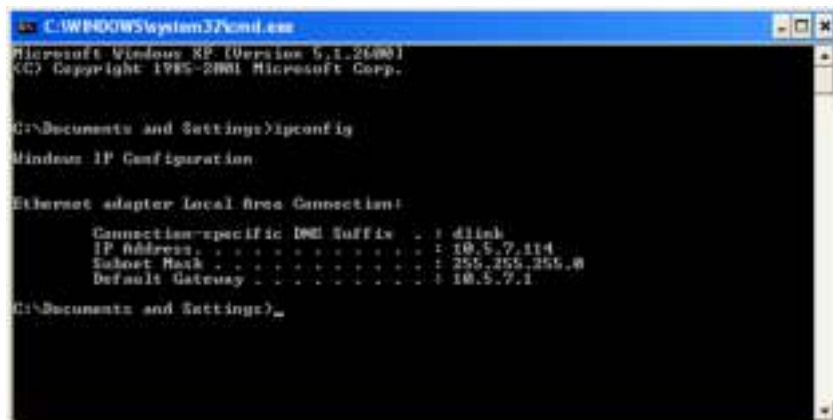 C:\WINDOWS\system32\cmd.exe
Microsoft Windows XP [Version 5.1.2600]
(C) Copyright 1985-2001 Microsoft Corp.
C:\Documents and Settings>ipconfig
Windows IP Configuration
Ethernet adapter Local Area Connection:
Connection-specific DNS Suffix . : dlink
IP Address. . . . . . . . . . . . : 10.5.7.114
Subnet Mask . . . . . . . . . . . : 255.255.255.0
Default Gateway . . . . . . . . . : 10.5.7.1
C:\Documents and Settings>_